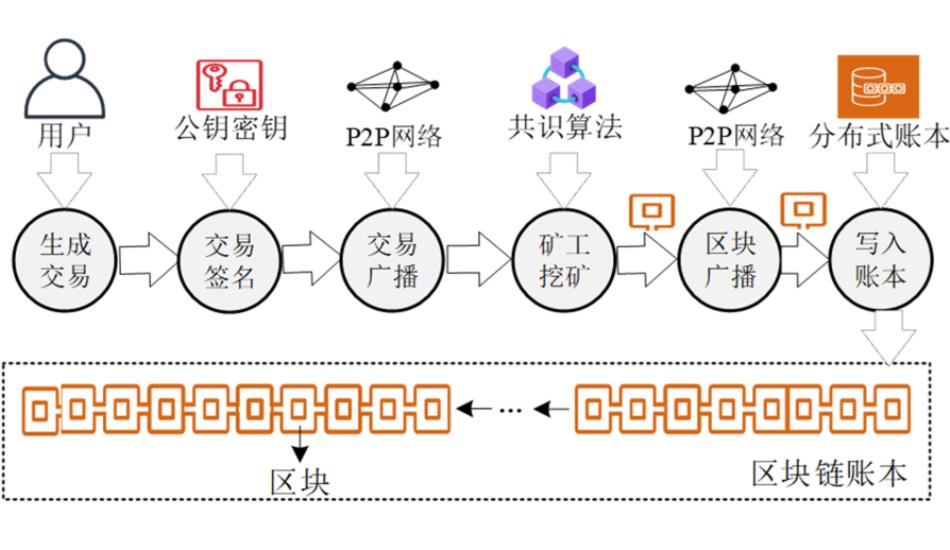 用户
公钥密钥
P2P网络
共识算法
P2P网络
分布式账本
生成
交易
交易
签名
交易
广播
矿工
挖矿
区块
广播
写入
账本
...
区块
区块链账本